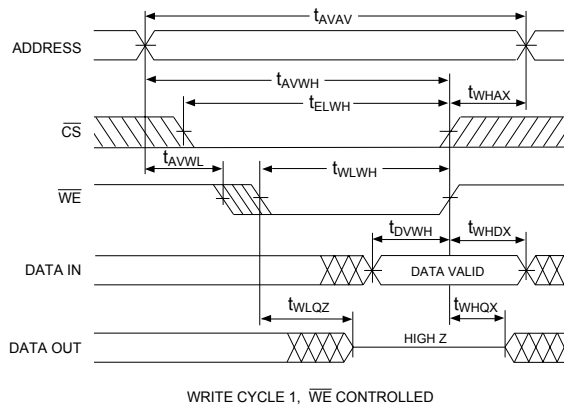 tAVAV
ADDRESS
tAVWH
tELWH
tWHAX
CS
tAVWL
tWLWH
WE
tDVWH
tWHDX
DATA IN
DATA VALID
tWLQZ
tWHQX
DATA OUT
HIGH Z
WRITE CYCLE 1, WE CONTROLLED